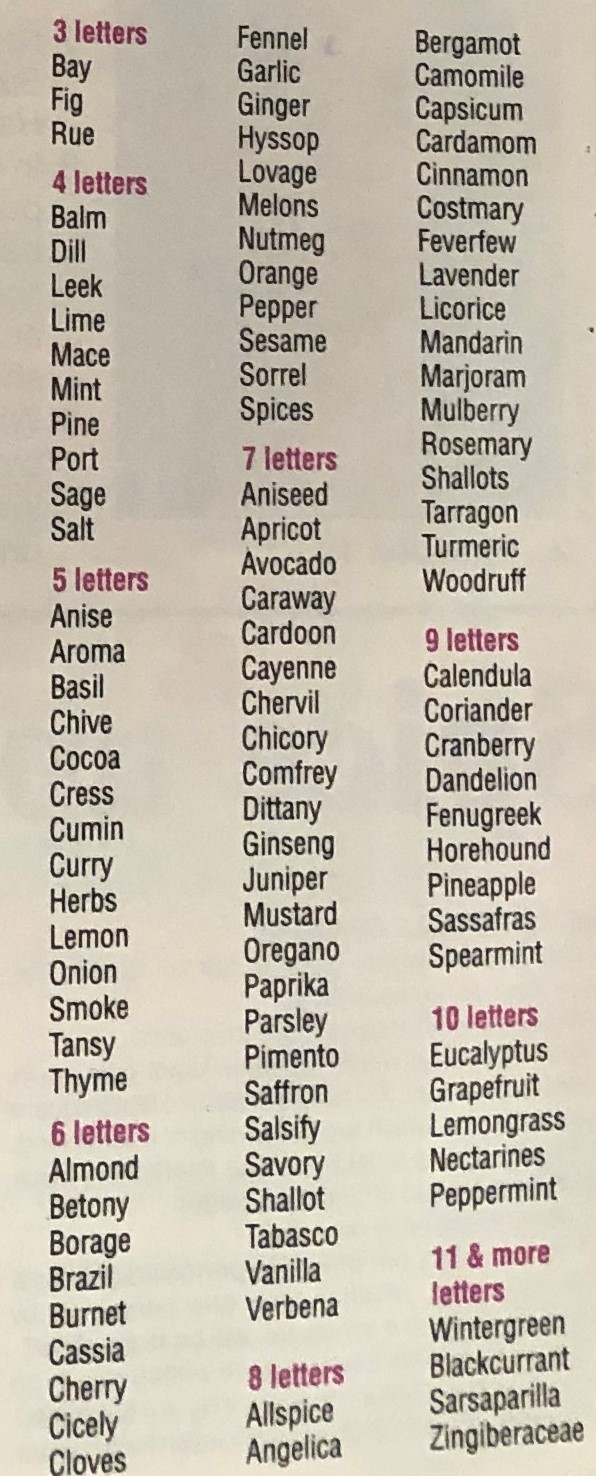 3 letters
Bay
Fig
Rue
4 letters
Balm
Dill
Leek
Lime
Mace
Mint
Pine
Port
Sage
Salt
5 letters
Anise
Aroma
Basil
Chive
Cocoa
Cress
Cumin
Curry
Herbs
Lemon
Onion
Smoke
Tansy
Thyme
6 letters
Almond
Betony
Borage
Brazil
Burnet
Cassia
Cherry
Cicely
Cloves
Fennel
Garlic
Ginger
Hyssop
Lovage
Melons
Nutmeg
Orange
Pepper
Sesame
Sorrel
Spices
7 letters
Aniseed
Apricot
Avocado
Caraway
Cardoon
Cayenne
Chervil
Chicory
Comfrey
Dittany
Ginseng
Juniper
Mustard
Oregano
Paprika
Parsley
Pimento
Saffron
Salsify
Savory
Shallot
Tabasco
Vanilla
Verbena
8 letters
Allspice
Angelica
Bergamot
Camomile
Capsicum
Cardamom
Cinnamon
Costmary
Feverfew
Lavender
Licorice
Mandarin
Marjoram
Mulberry
Rosemary
Shallots
Tarragon
Turmeric
Woodruff
9 letters
Calendula
Coriander
Cranberry
Dandelion
Fenugreek
Horehound
Pineapple
Sassafras
Spearmint
10 letters
Eucalyptus
Grapefruit
Lemongrass
Nectarines
Peppermint
11 & more
letters
Wintergreen
Blackcurrant
Sarsaparilla
Zingiberaceae